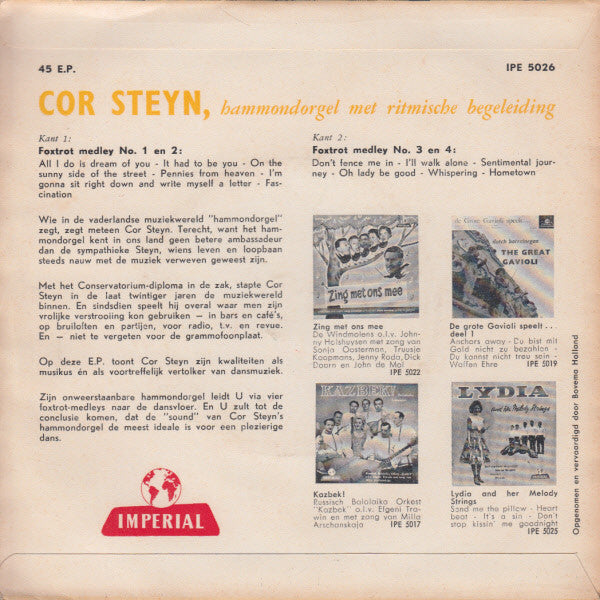 45 E.P.
IPE 5026
COR STEYN, hammondorgel met ritmische begeleiding
Kant 1:
Foxtrot medley No. 1 en 2:
All I do is dream of you - It had to be you - On the
sunny side of the street - Pennies from heaven - I'm
gonna sit right down and write myself a letter - Fas-
cination
Kant 2:
Foxtrot medley No. 3 en 4:
Don't fence me in - I'll walk alone - Sentimental jour-
ney - Oh lady be good - Whispering - Hometown
Wie in de vaderlandse muziekwereld "hammondorgel"
zegt, zegt meteen Cor Steyn. Terecht, want het ham-
mondorgel kent in ons land geen betere ambassadeur
dan de sympathieke Steyn, wiens leven en loopbaan
steeds nauw met de muziek verweven geweest zijn.
Met het Conservatorium-diploma in de zak, stapte Cor
Steyn in de laat twintiger jaren de muziekwereld
binnen. En sindsdien speelt hij overal waar men zijn
vrolijke verstrooiing kon gebruiken — in bars en café's,
op bruiloften en partijen, voor radio, t.v. en revue.
En — niet te vergeten voor de grammofoonplaat.
Op deze E.P. toont Cor Steyn zijn kwaliteiten als
musikus én als voortreffelijk vertolker van dansmuziek.
Zijn onweerstaanbare hammondorgel leidt U via vier
foxtrot-medleys naar de dansvloer. En U zult tot de
conclusie komen, dat de "sound" van Cor Steyn's
hammondorgel de meest ideale is voor een plezierige
dans.
IMPERIAL
Zing met ons mee
Zing met ons mee
De Windmolens o.l.v. John-
ny Holshuysen met zang van
Sonja Oosterman, Truusje
Koopmans, Jenny Roda, Dick
Doorn en John de Mol
IPE 5022
de Grote Gavioli speelt...
dutch barrelorgan
THE GREAT
GAVIOLI
De grote Gavioli speelt . . .
deel 1
Anchors away - Du bist mit
Gold nicht zu bezahlen -
Du kannst nicht treu sein -
Waffen Ehre
IPE 5019
KAZBEK!
Kazbek!
Russisch Balalaika Orkest
"Kazbek" o.l.v. Elgeni Tra-
win en met zang van Milla
Arschanskaja
IPE 5017
LYDIA
and her Melody Strings
Lydia and her Melody
Strings
Send me the pillow - Heart
beat - It's a sin - Don't
stop kissin' me goodnight
IPE 5025
Opgenomen en vervaardigd door Bovema Holland